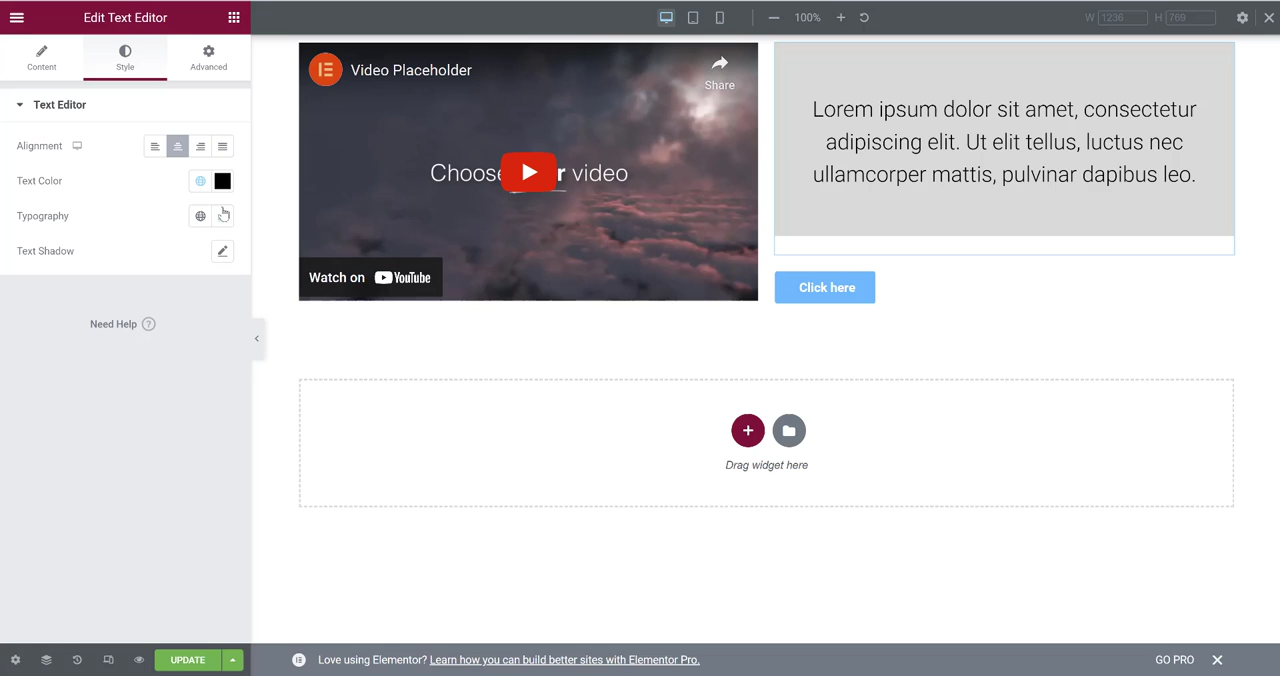 Edit Text Editor
100%
W 1236 H 769
Content
Style
Advanced
Text Editor
Alignment
Text Color
Typography
Text Shadow
Need Help ?
Video Placeholder
Share
Choose r video
Watch on YouTube
Lorem ipsum dolor sit amet, consectetur
adipiscing elit. Ut elit tellus, luctus nec
ullamcorper mattis, pulvinar dapibus leo.
Click here
Drag widget here
UPDATE
Love using Elementor? Learn how you can build better sites with Elementor Pro.
GO PRO